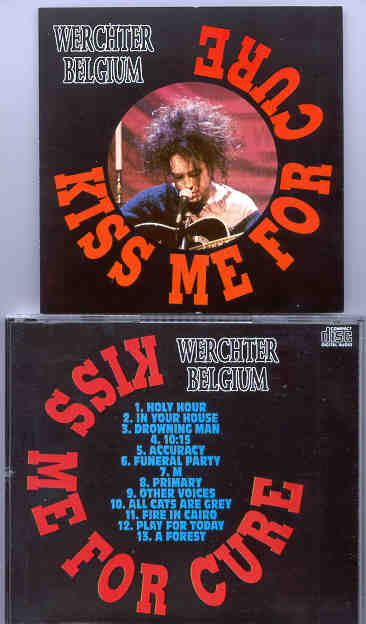 WERCHTER
BELGIUM
KISS ME FOR CURE
KISS ME FOR CURE
WERCHTER
BELGIUM
COMPACT
disc
DIGITAL AUDIO
1. HOLY HOUR
2. IN YOUR HOUSE
3. DROWNING MAN
4. 10:15
5. ACCURACY
6. FUNERAL PARTY
7. M
8. PRIMARY
9. OTHER VOICES
10. ALL CATS ARE GREY
11. FIRE IN CAIRO
12. PLAY FOR TODAY
13. A FOREST